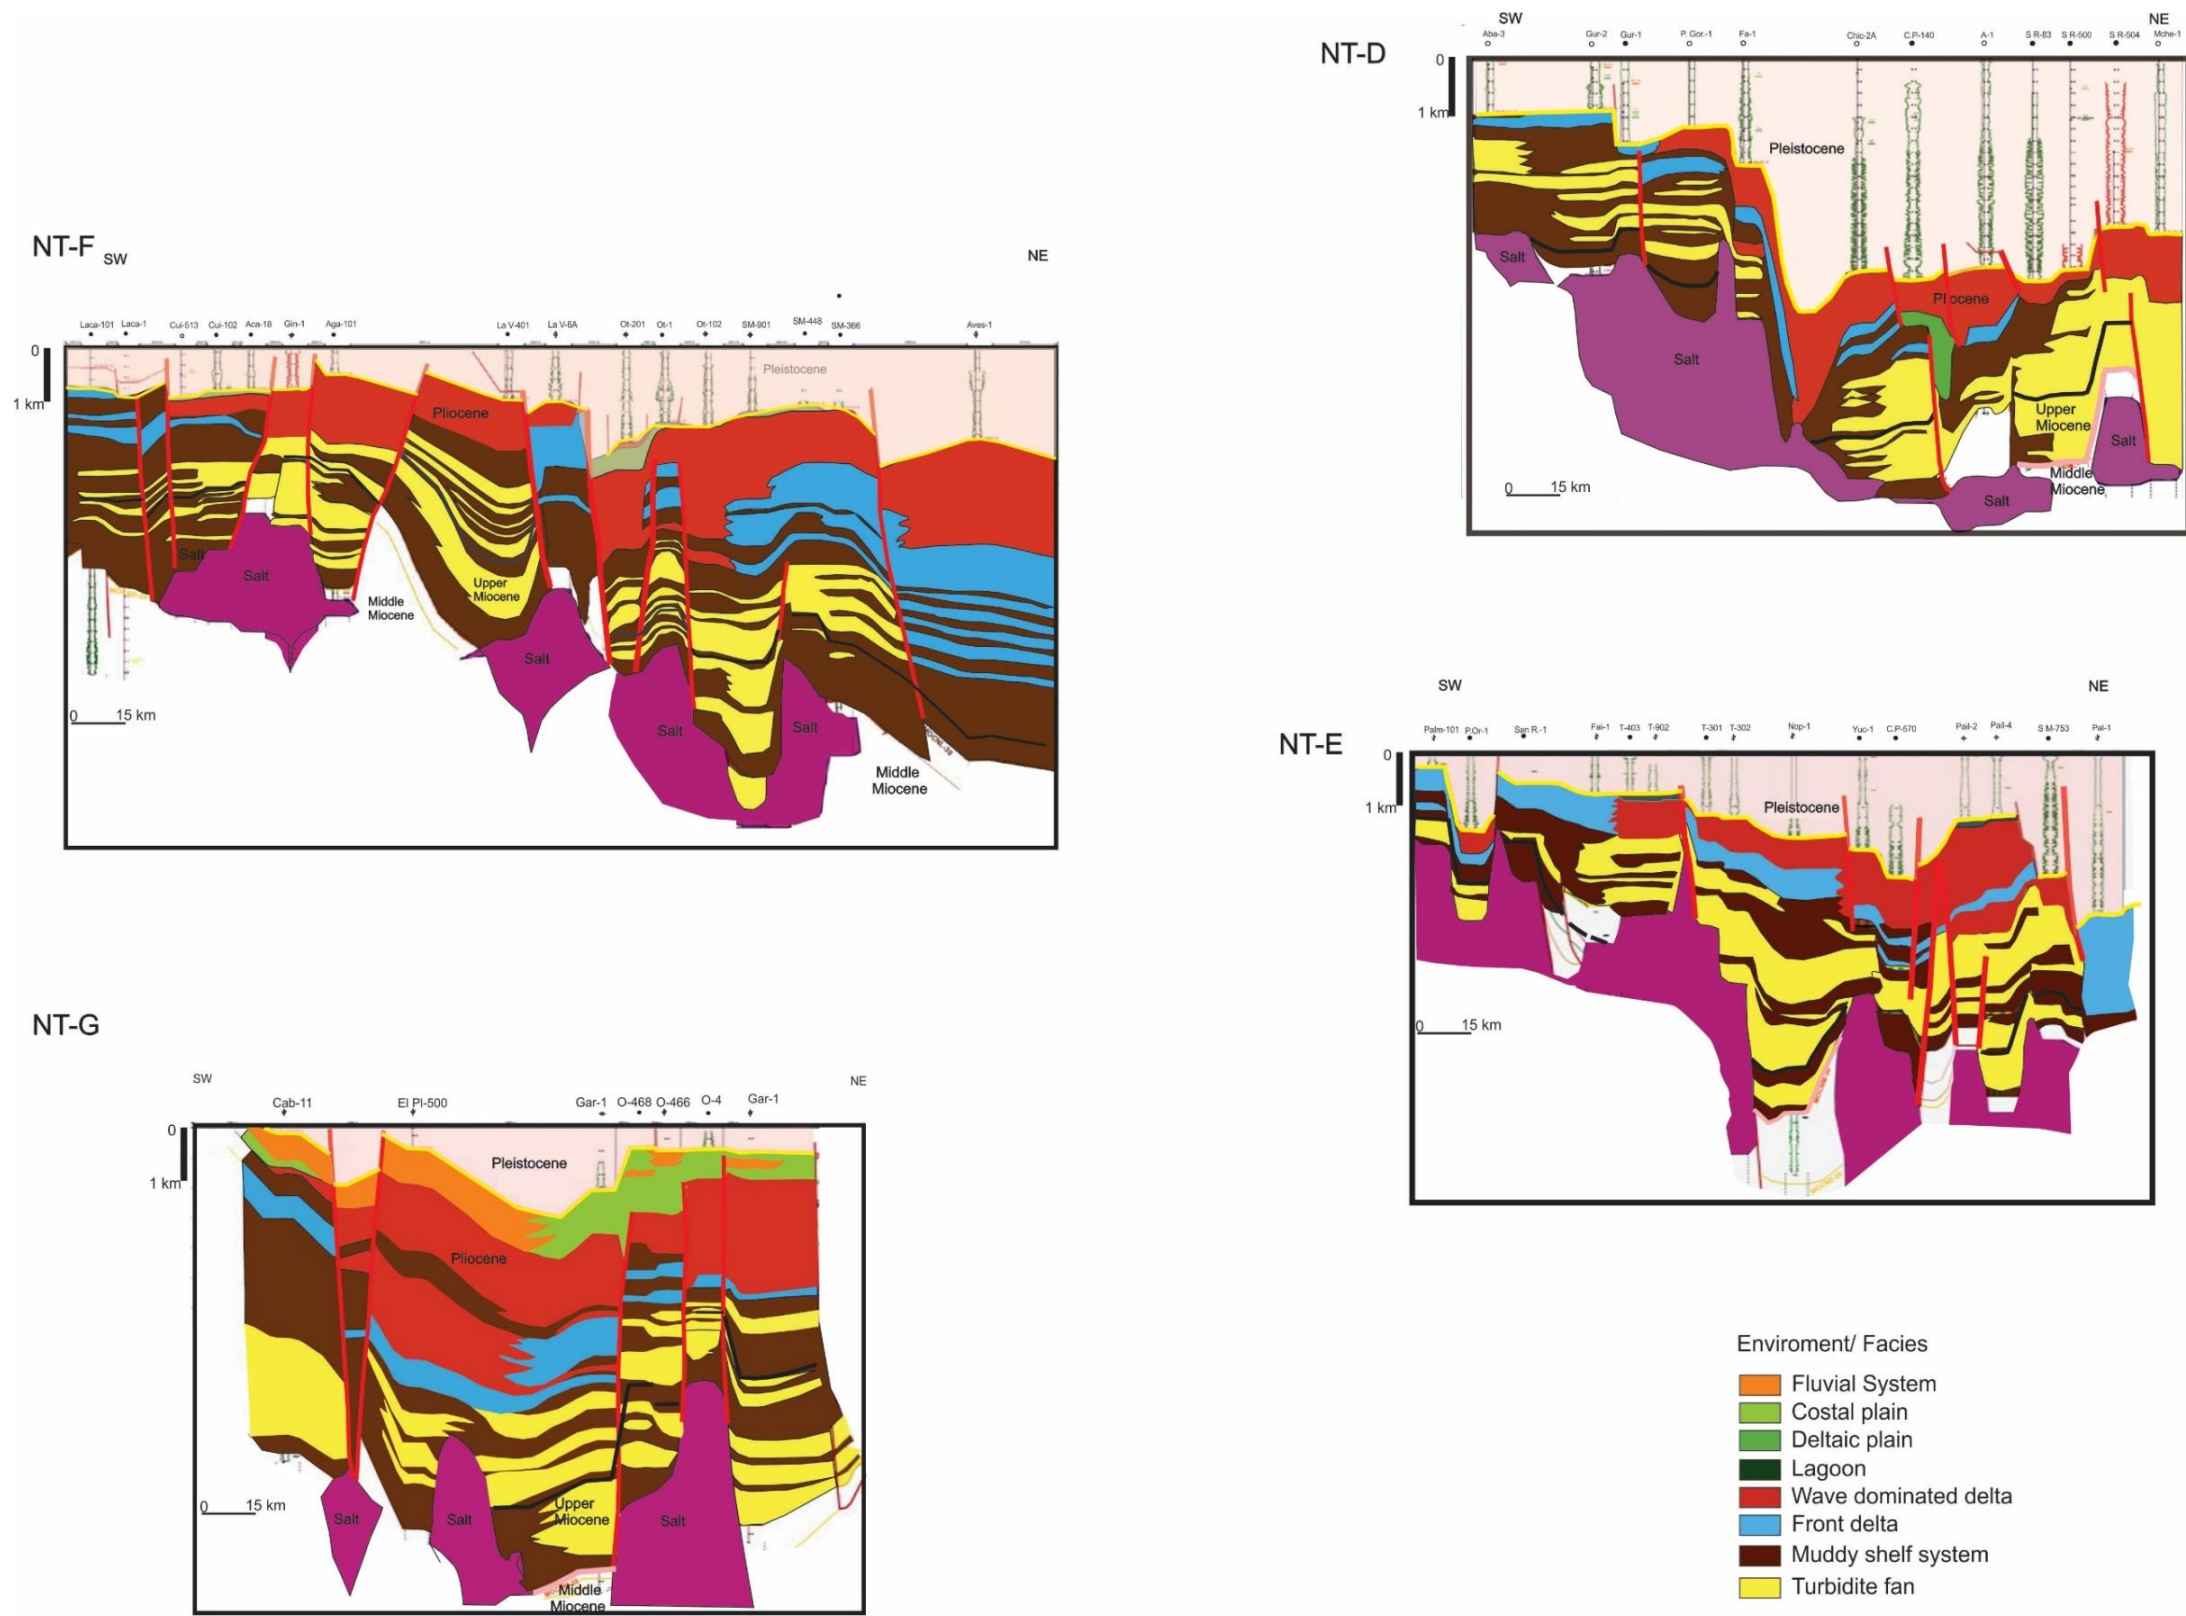 NT-D
SW
NE
Aba-3 Gur-2 Gur-1 P. Gor.-1 Fa-1 Chic-2A C.P-140 A-1 S R-83 S R-500 S R-504 Mche-1
0
1 km
Pleistocene
Pliocene
Salt
Salt
Upper
Miocene
Salt
Middle
Miocene
Salt
0 15 km
NT-F
SW
NE
Laca-101 Laca-1 Cui-513 Cui-102 Aca-18 Gin-1 Aga-101 La V-401 La V-6A Ot-201 Ot-1 Ot-102 SM-901 SM-448 SM-366 Aves-1
0
1 km
Pleistocene
Pliocene
Salt
Salt
Upper
Miocene
Middle
Miocene
Salt
Salt
Salt
Middle
Miocene
0 15 km
NT-E
SW
NE
Palm-101 P.Or-1 San R.-1 Fai-1 T-403 T-902 T-301 T-302 Nop-1 Yuc-1 C.P-570 Pail-2 Pail-4 S M-753 Pal-1
0
1 km
Pleistocene
0 15 km
NT-G
SW
NE
Cab-11 El Pl-500 Gar-1 O-468 O-466 O-4 Gar-1
0
1 km
Pleistocene
Pliocene
Upper
Miocene
Salt
Salt
Salt
Middle
Miocene
0 15 km
Enviroment/ Facies
Fluvial System
Costal plain
Deltaic plain
Lagoon
Wave dominated delta
Front delta
Muddy shelf system
Turbidite fan